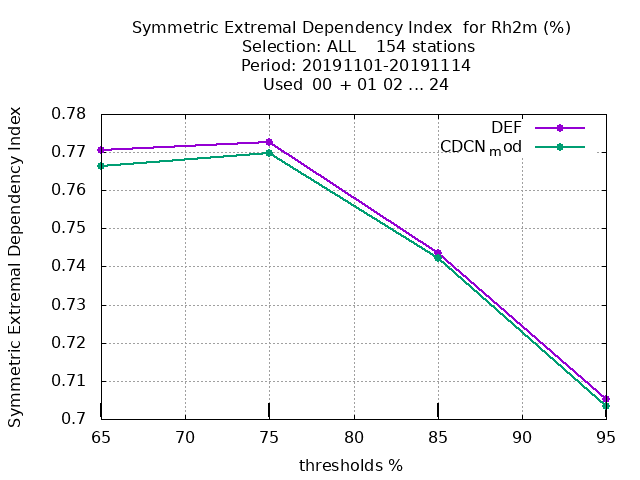 Symmetric Extremal Dependency Index for Rh2m (%)
Selection: ALL 154 stations
Period: 20191101-20191114
Used 00 + 01 02 ... 24
Symmetric Extremal Dependency Index
0.78
0.77
0.76
0.75
0.74
0.73
0.72
0.71
0.7
DEF
CDCN_mod
65 70 75 80 85 90 95
thresholds %